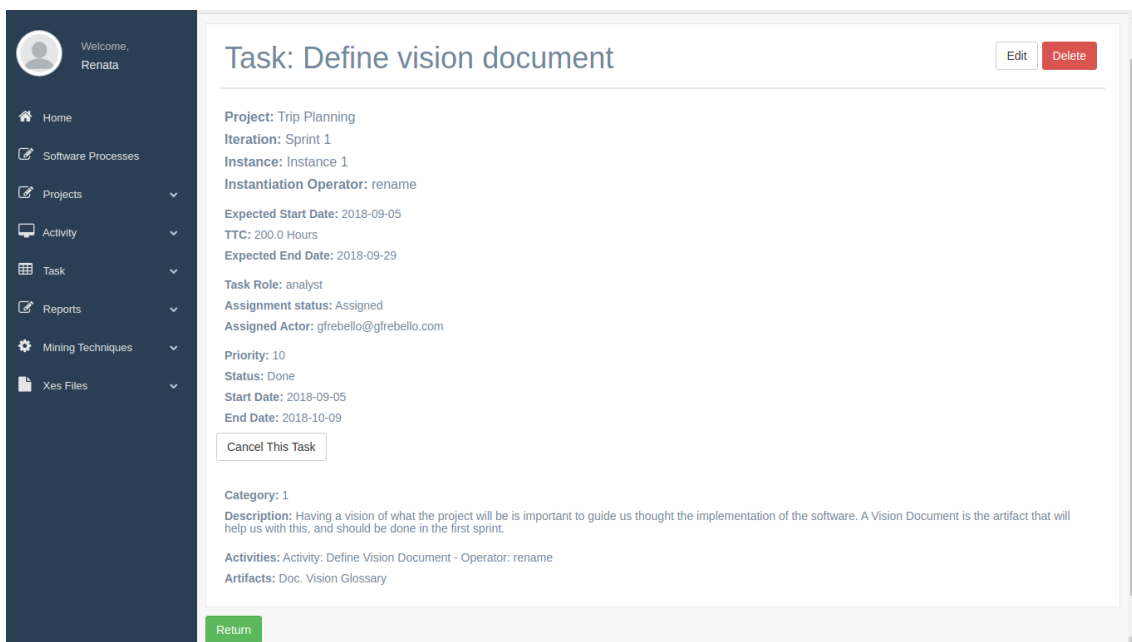 Welcome,
Renata
Home
Software Processes
Projects
Activity
Task
Reports
Mining Techniques
Xes Files
Task: Define vision document
Edit
Delete
Project: Trip Planning
Iteration: Sprint 1
Instance: Instance 1
Instantiation Operator: rename
Expected Start Date: 2018-09-05
TTC: 200.0 Hours
Expected End Date: 2018-09-29
Task Role: analyst
Assignment status: Assigned
Assigned Actor: gfrebello@gfrebello.com
Priority: 10
Status: Done
Start Date: 2018-09-05
End Date: 2018-10-09
Cancel This Task
Category: 1
Description: Having a vision of what the project will be is important to guide us thought the implementation of the software. A Vision Document is the artifact that will
help us with this, and should be done in the first sprint.
Activities: Activity: Define Vision Document - Operator: rename
Artifacts: Doc. Vision Glossary
Return